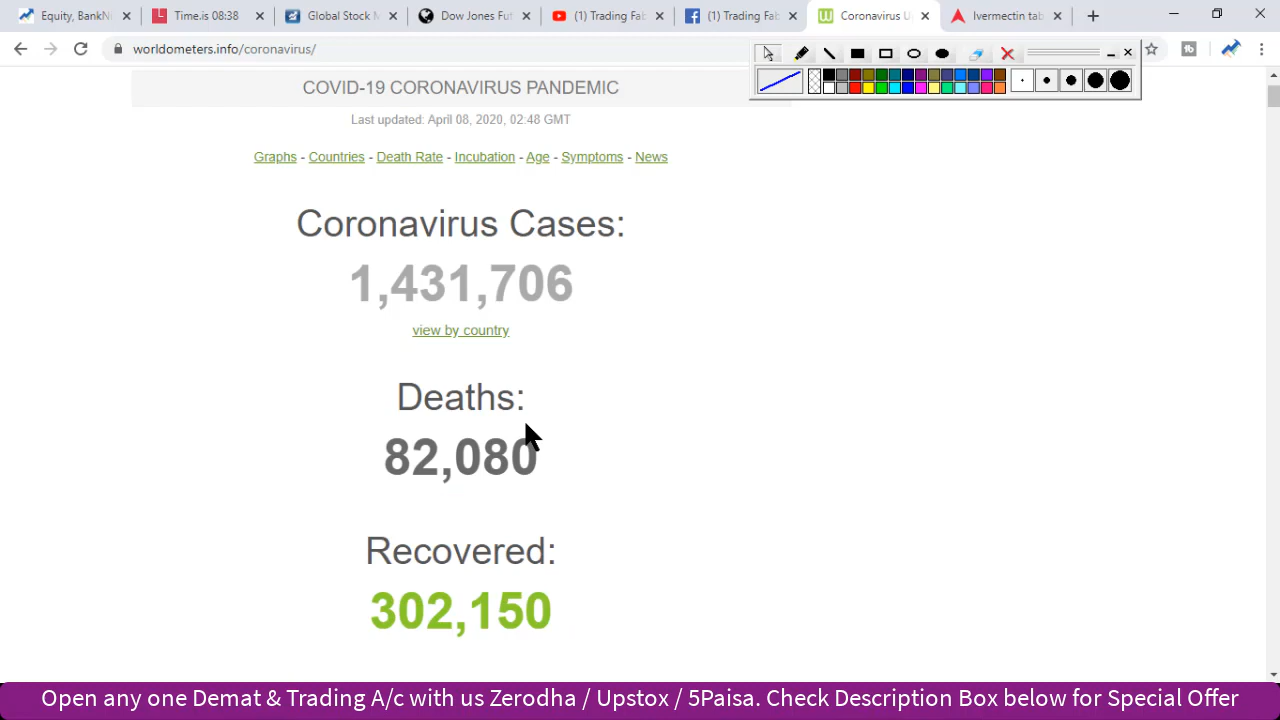 Equity, BankNi
Time.is 08:38
Global Stock M
Dow Jones Fut
(1) Trading Fab
(1) Trading Fab
Coronavirus U
Ivermectin tab
worldometers.info/coronavirus/
COVID-19 CORONAVIRUS PANDEMIC
Last updated: April 08, 2020, 02:48 GMT
Graphs - Countries - Death Rate - Incubation - Age - Symptoms - News
Coronavirus Cases:
1,431,706
view by country
Deaths:
82,080
Recovered:
302,150
Open any one Demat & Trading A/c with us Zerodha / Upstox / 5Paisa. Check Description Box below for Special Offer